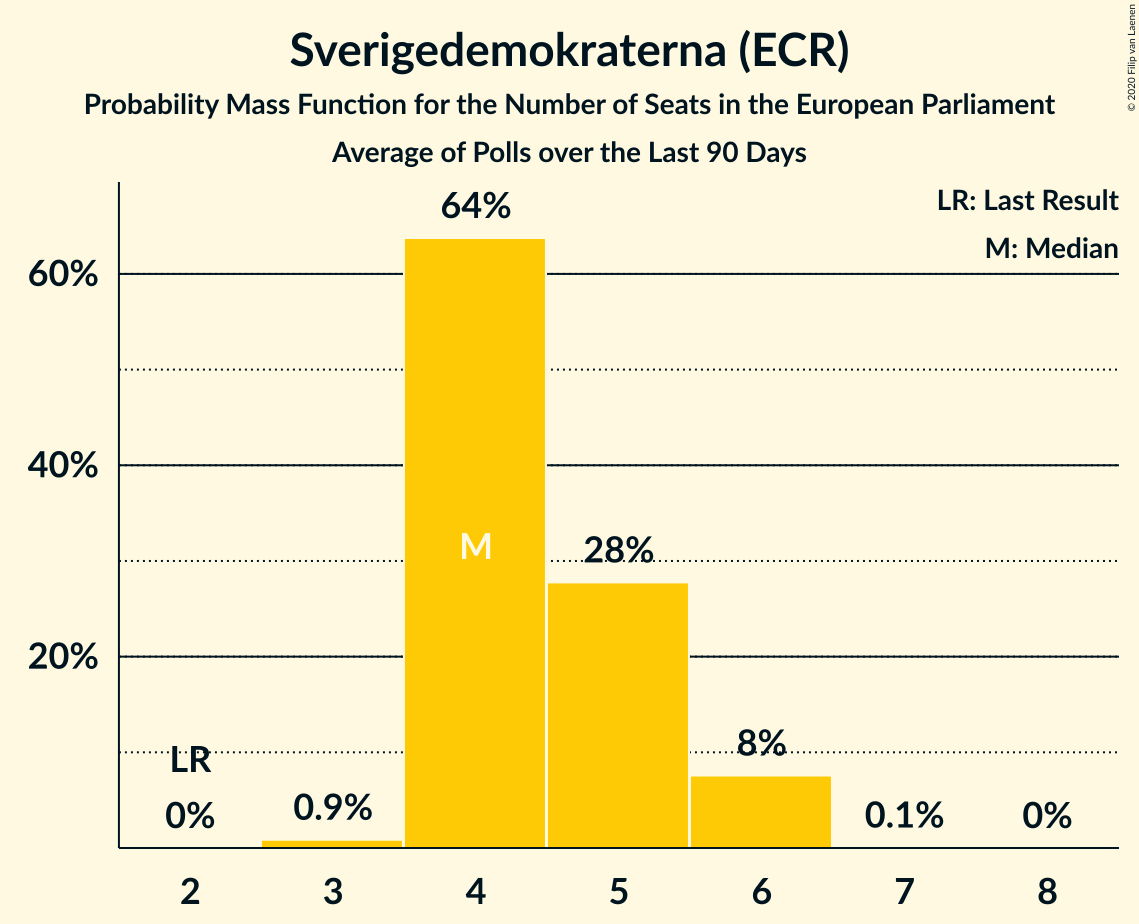 Sverigedemokraterna (ECR)
Probability Mass Function for the Number of Seats in the European Parliament
Average of Polls over the Last 90 Days
© 2020 Filip van Laenen
LR: Last Result
M: Median
64%
60%
40%
M
28%
20%
8%
LR
0%
0.9%
0.1%
0%
2 3 4 5 6 7 8